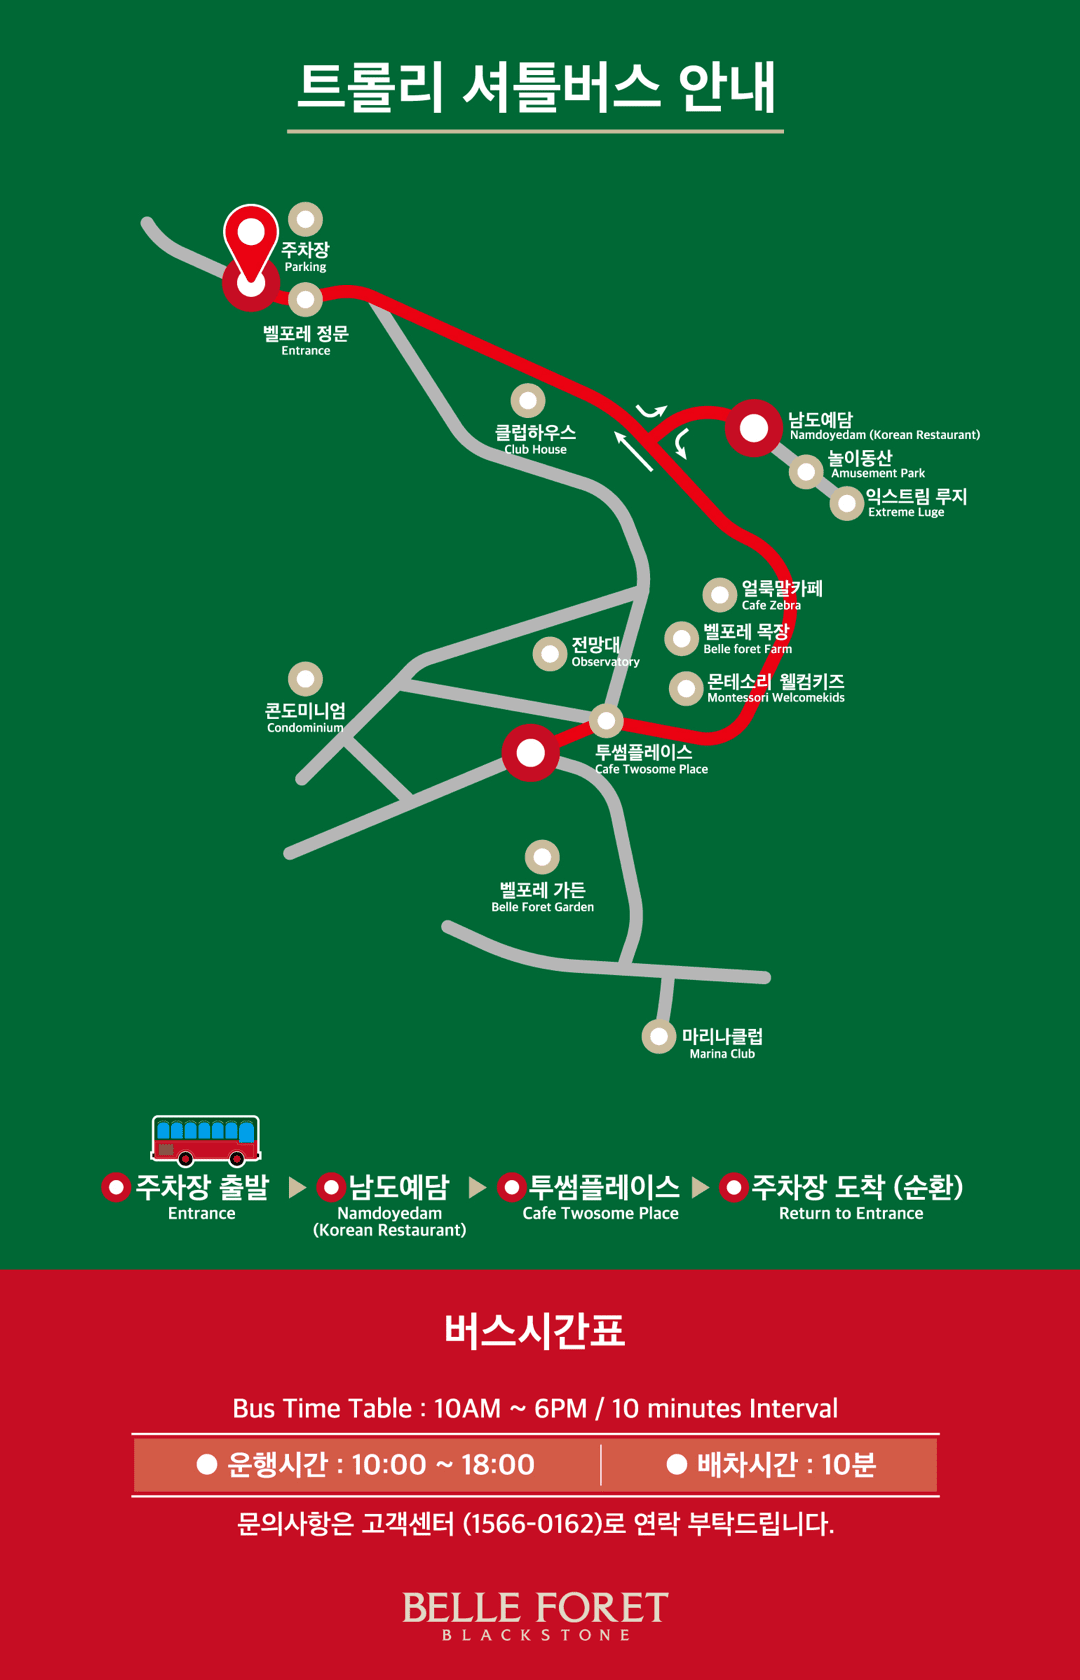 트롤리 셔틀버스 안내
주차장
Parking
벨포레 정문
Entrance
클럽하우스
Club House
남도예담
Namdoyedam (Korean Restaurant)
놀이동산
Amusement Park
익스트림 루지
Extreme Luge
얼룩말카페
Cafe Zebra
벨포레 목장
Belle foret Farm
전망대
Observatory
몬테소리 웰컴키즈
Montessori Welcomekids
콘도미니엄
Condominium
투썸플레이스
Cafe Twosome Place
벨포레 가든
Belle Foret Garden
마리나클럽
Marina Club
주차장 출발
Entrance
남도예담
Namdoyedam
(Korean Restaurant)
투썸플레이스
Cafe Twosome Place
주차장 도착 (순환)
Return to Entrance
버스시간표
Bus Time Table : 10AM ~ 6PM / 10 minutes Interval
● 운행시간 : 10:00 ~ 18:00 | ● 배차시간 : 10분
문의사항은 고객센터 (1566-0162)로 연락 부탁드립니다.
BELLE FORET
BLACKSTONE